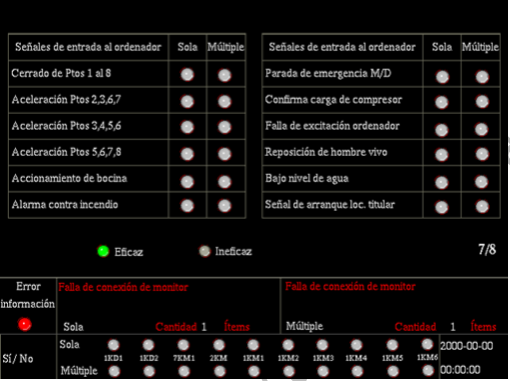 Señales de entrada al ordenador Sola Múltiple
Cerrado de Ptos 1 al 8
Aceleración Ptos 2,3,6,7
Aceleración Ptos 3,4,5,6
Aceleración Ptos 5,6,7,8
Accionamiento de bocina
Alarma contra incendio
Señales de entrada al ordenador Sola Múltiple
Parada de emergencia M/D
Confirma carga de compresor
Falla de excitación ordenador
Reposición de hombre vivo
Bajo nivel de agua
Señal de arranque loc. titular
Eficaz Ineficaz 7/8
Error
información
Falla de conexión de monitor
Sola Cantidad 1 Ítems
Falla de conexión de monitor
Múltiple Cantidad 1 Ítems
Sí / No
Sola
1KD1 1KD2 7KM1 2KM 1KM1 1KM2 1KM3 1KM4 1KM5 1KM6
Múltiple
2000-00-00
00:00:00